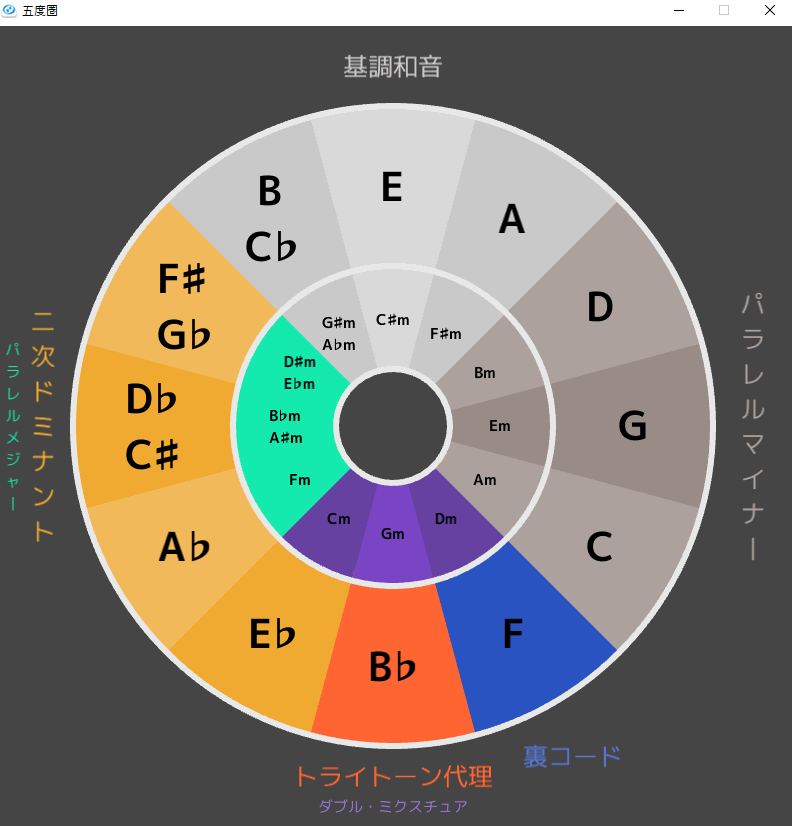 五度圏
基調和音
E
A
D
G
C
F
B♭
E♭
A♭
D♭
C♯
F♯
G♭
B
C♭
C♯m
F♯m
Bm
Em
Am
Dm
Gm
Cm
Fm
B♭m
A♯m
D♯m
E♭m
G♯m
A♭m
二次ドミナント
パラレルメジャー
パラレルマイナー
裏コード
トライトーン代理
ダブル・ミクスチュア